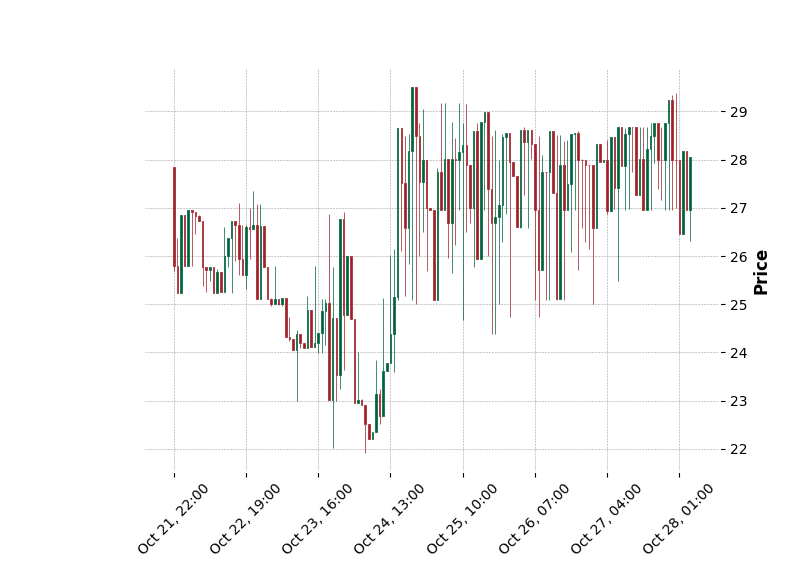 29
28
27
26
25
24
23
22
Price
Oct 21, 22:00
Oct 22, 19:00
Oct 23, 16:00
Oct 24, 13:00
Oct 25, 10:00
Oct 26, 07:00
Oct 27, 04:00
Oct 28, 01:00